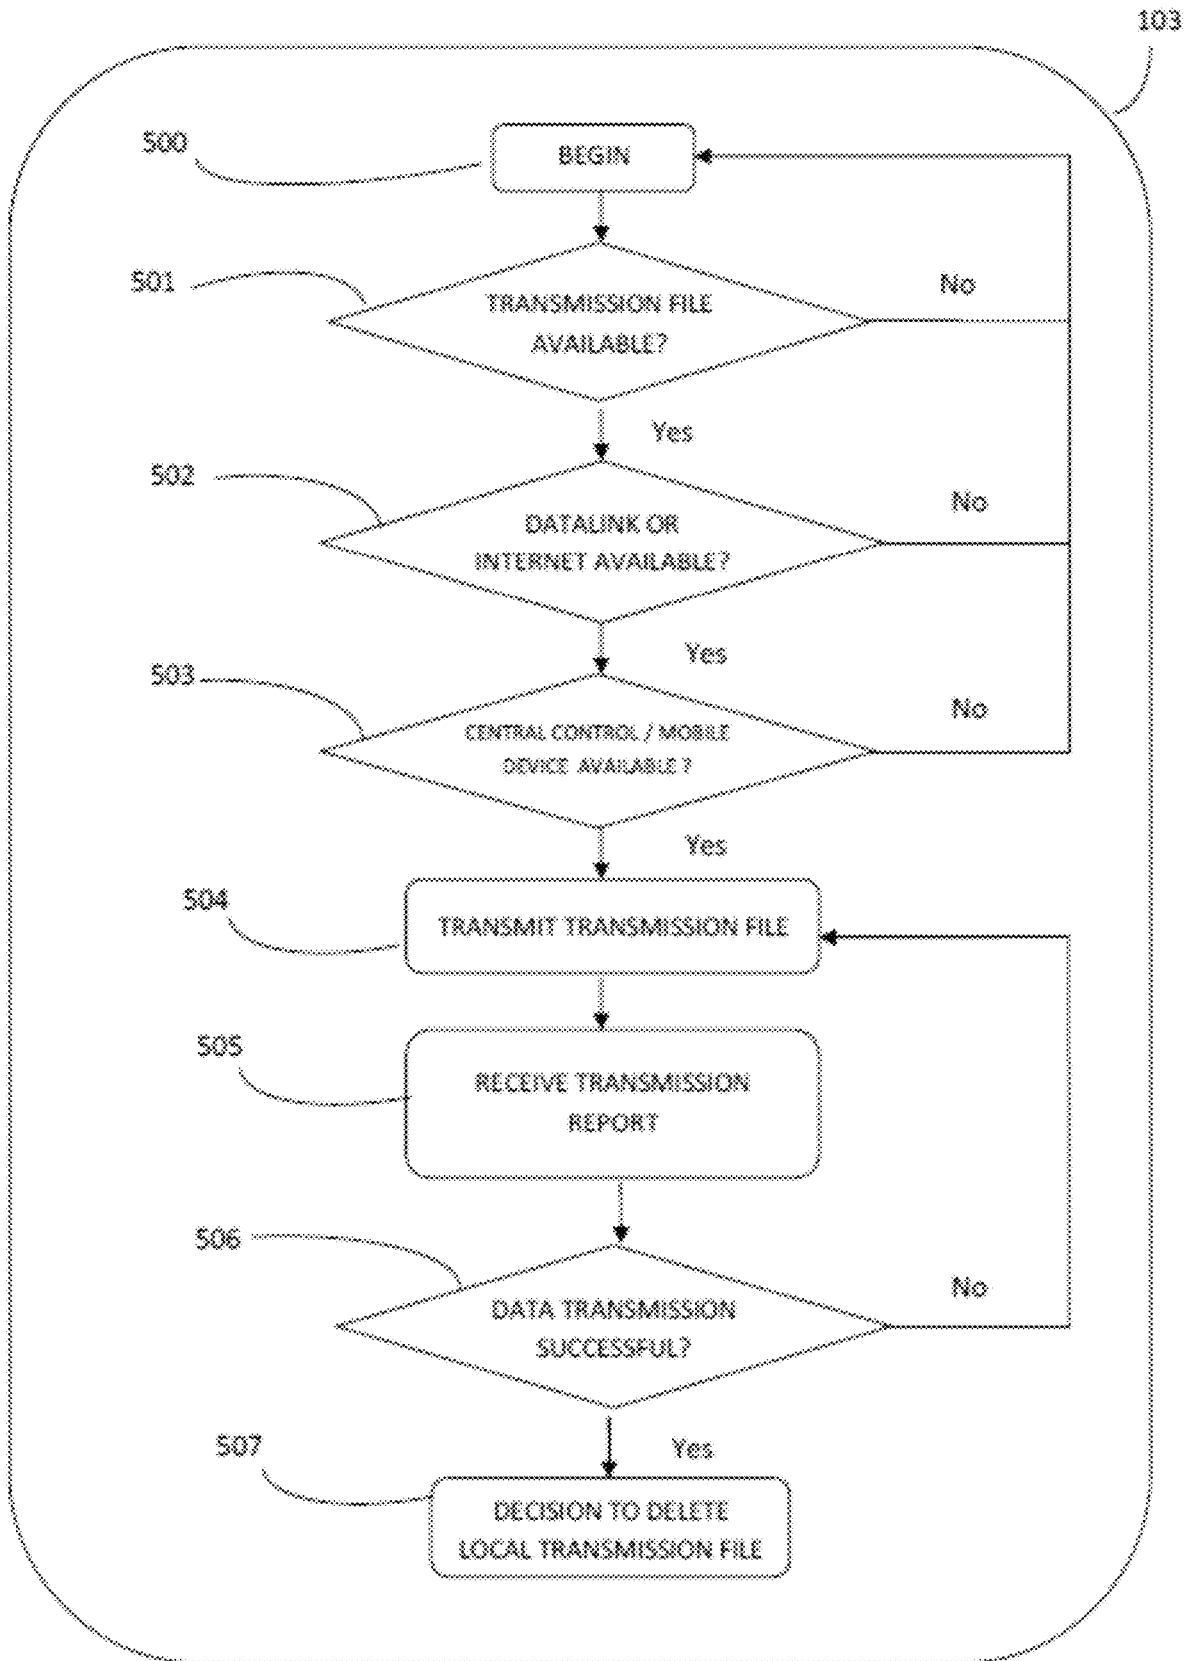 103
500
BEGIN
501
TRANSMISSION FILE
AVAILABLE?
No
Yes
502
DATALINK OR
INTERNET AVAILABLE?
No
Yes
503
CENTRAL CONTROL / MOBILE
DEVICE AVAILABLE ?
No
Yes
504
TRANSMIT TRANSMISSION FILE
505
RECEIVE TRANSMISSION
REPORT
506
DATA TRANSMISSION
SUCCESSFUL?
No
Yes
507
DECISION TO DELETE
LOCAL TRANSMISSION FILE